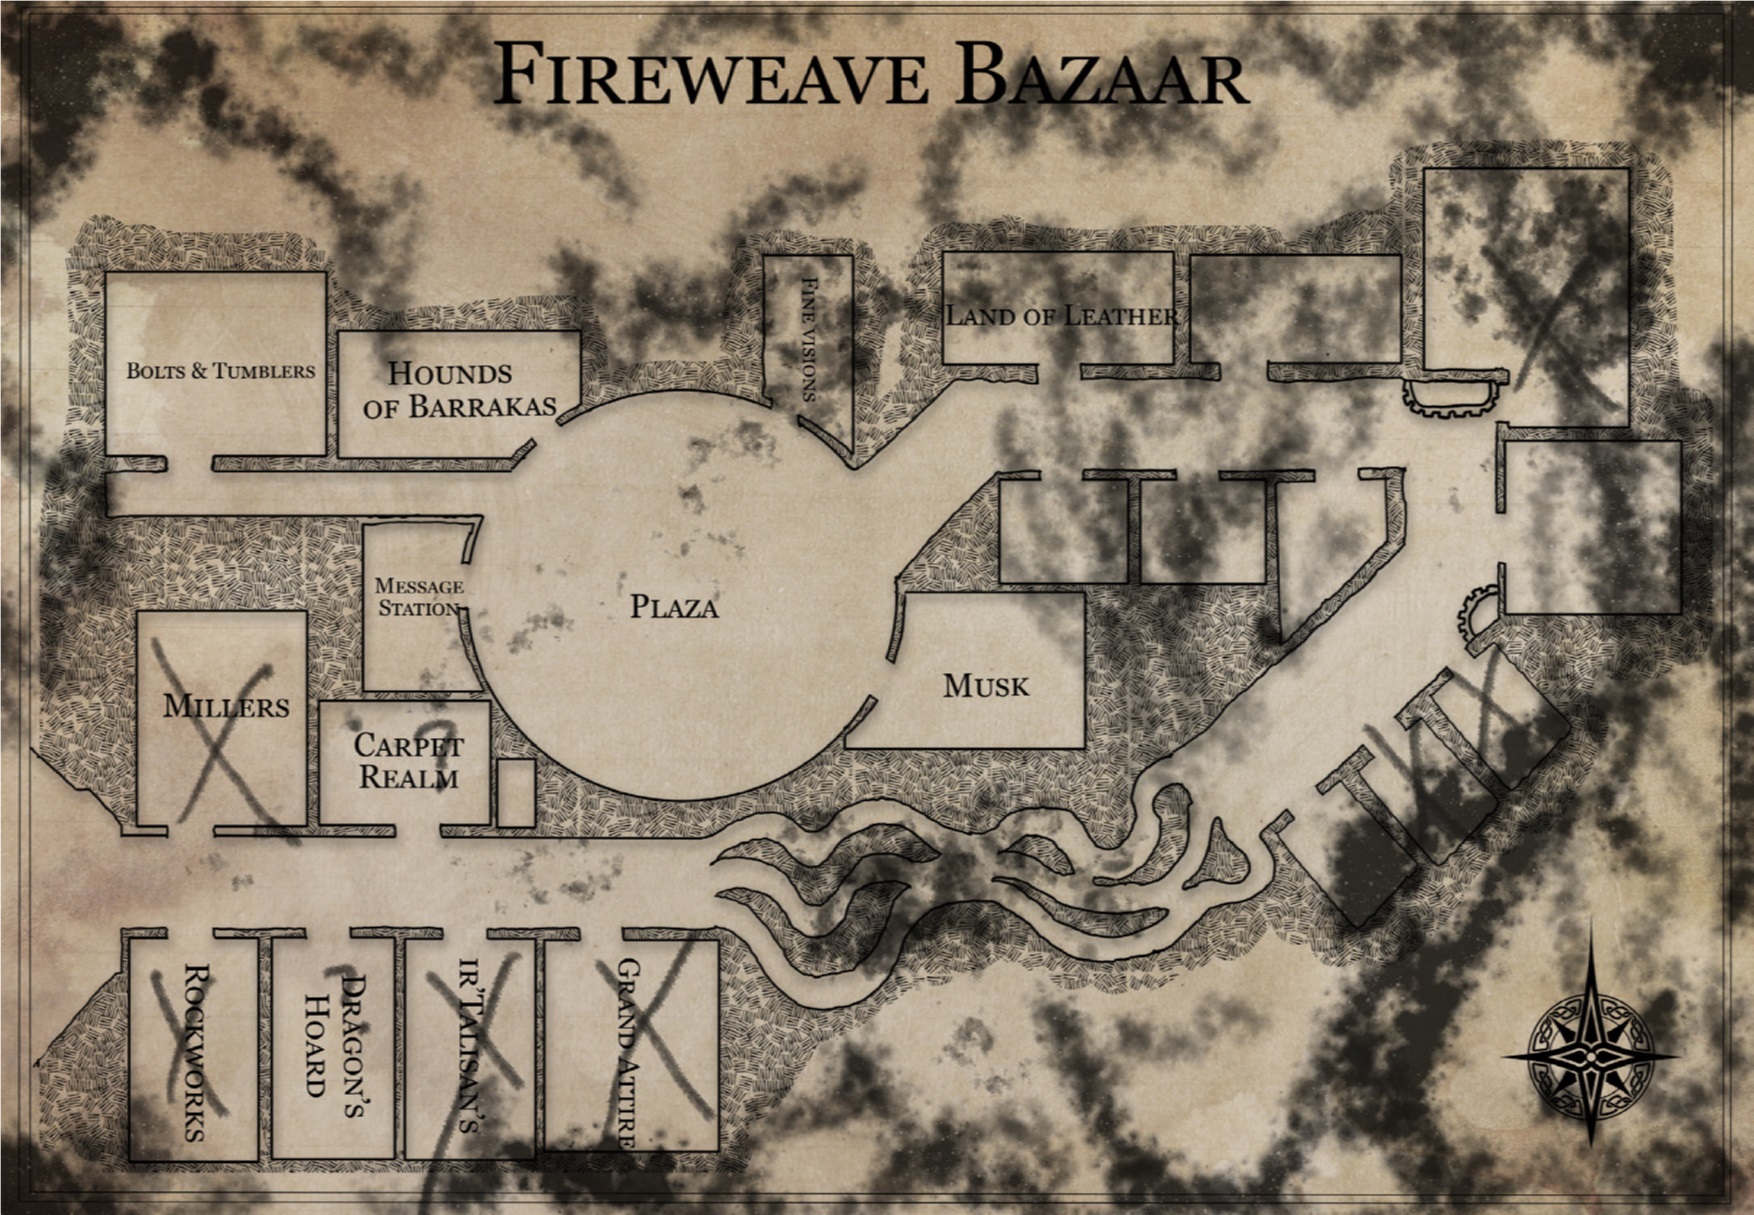 FIREWEAVE BAZAAR
FINE VISIONS
LAND OF LEATHER
BOLTS & TUMBLERS
HOUNDS
OF BARRAKAS
MESSAGE
STATION
PLAZA
MUSK
MILLERS
CARPET
REALM
?
ROCKWORKS
DRAGON'S
HOARD
?
IR'TALISAN'S
GRAND ATTIRE